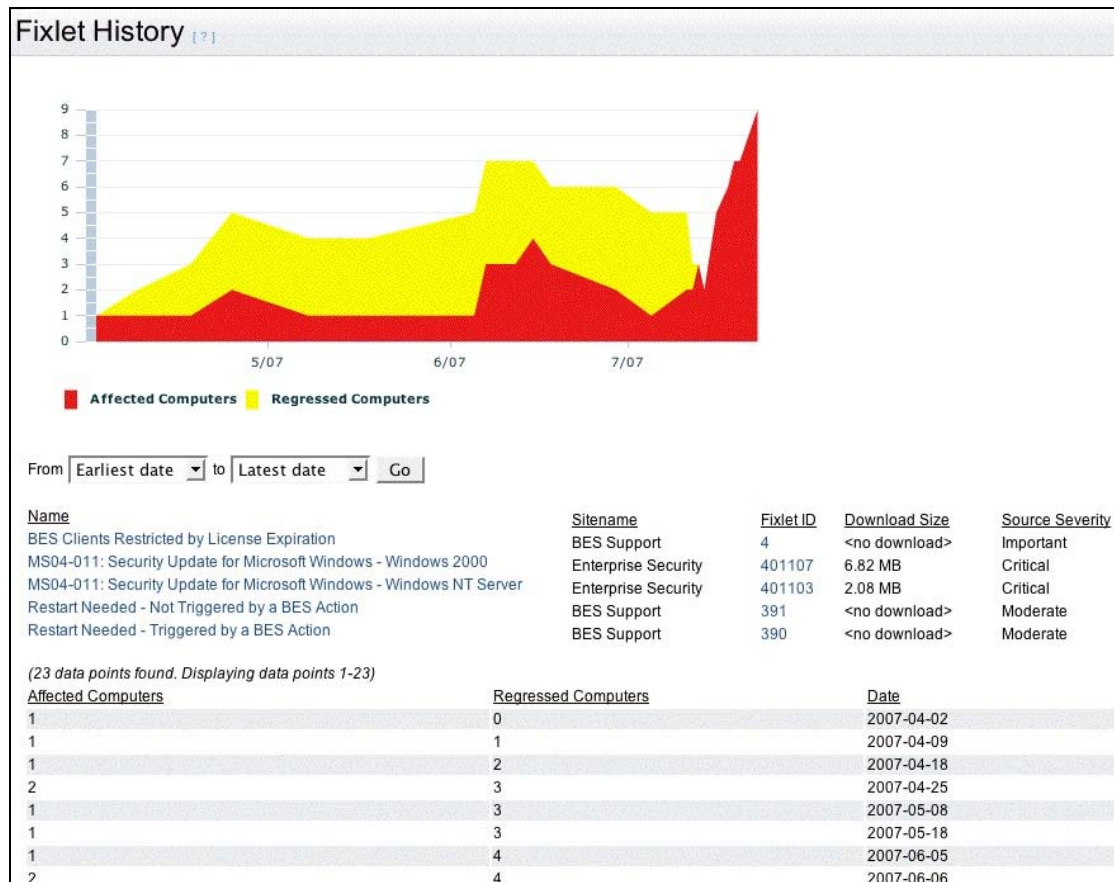 Fixlet History [ ? ]
9
8
7
6
5
4
3
2
1
0
5/07 6/07 7/07
Affected Computers Regressed Computers
From Earliest date to Latest date Go
Name Sitename Fixlet ID Download Size Source Severity
BES Clients Restricted by License Expiration BES Support 4 <no download> Important
MS04-011: Security Update for Microsoft Windows - Windows 2000 Enterprise Security 401107 6.82 MB Critical
MS04-011: Security Update for Microsoft Windows - Windows NT Server Enterprise Security 401103 2.08 MB Critical
Restart Needed - Not Triggered by a BES Action BES Support 391 <no download> Moderate
Restart Needed - Triggered by a BES Action BES Support 390 <no download> Moderate
(23 data points found. Displaying data points 1-23)
Affected Computers Regressed Computers Date
1 0 2007-04-02
1 1 2007-04-09
1 2 2007-04-18
2 3 2007-04-25
1 3 2007-05-08
1 3 2007-05-18
1 4 2007-06-05
2 4 2007-06-06